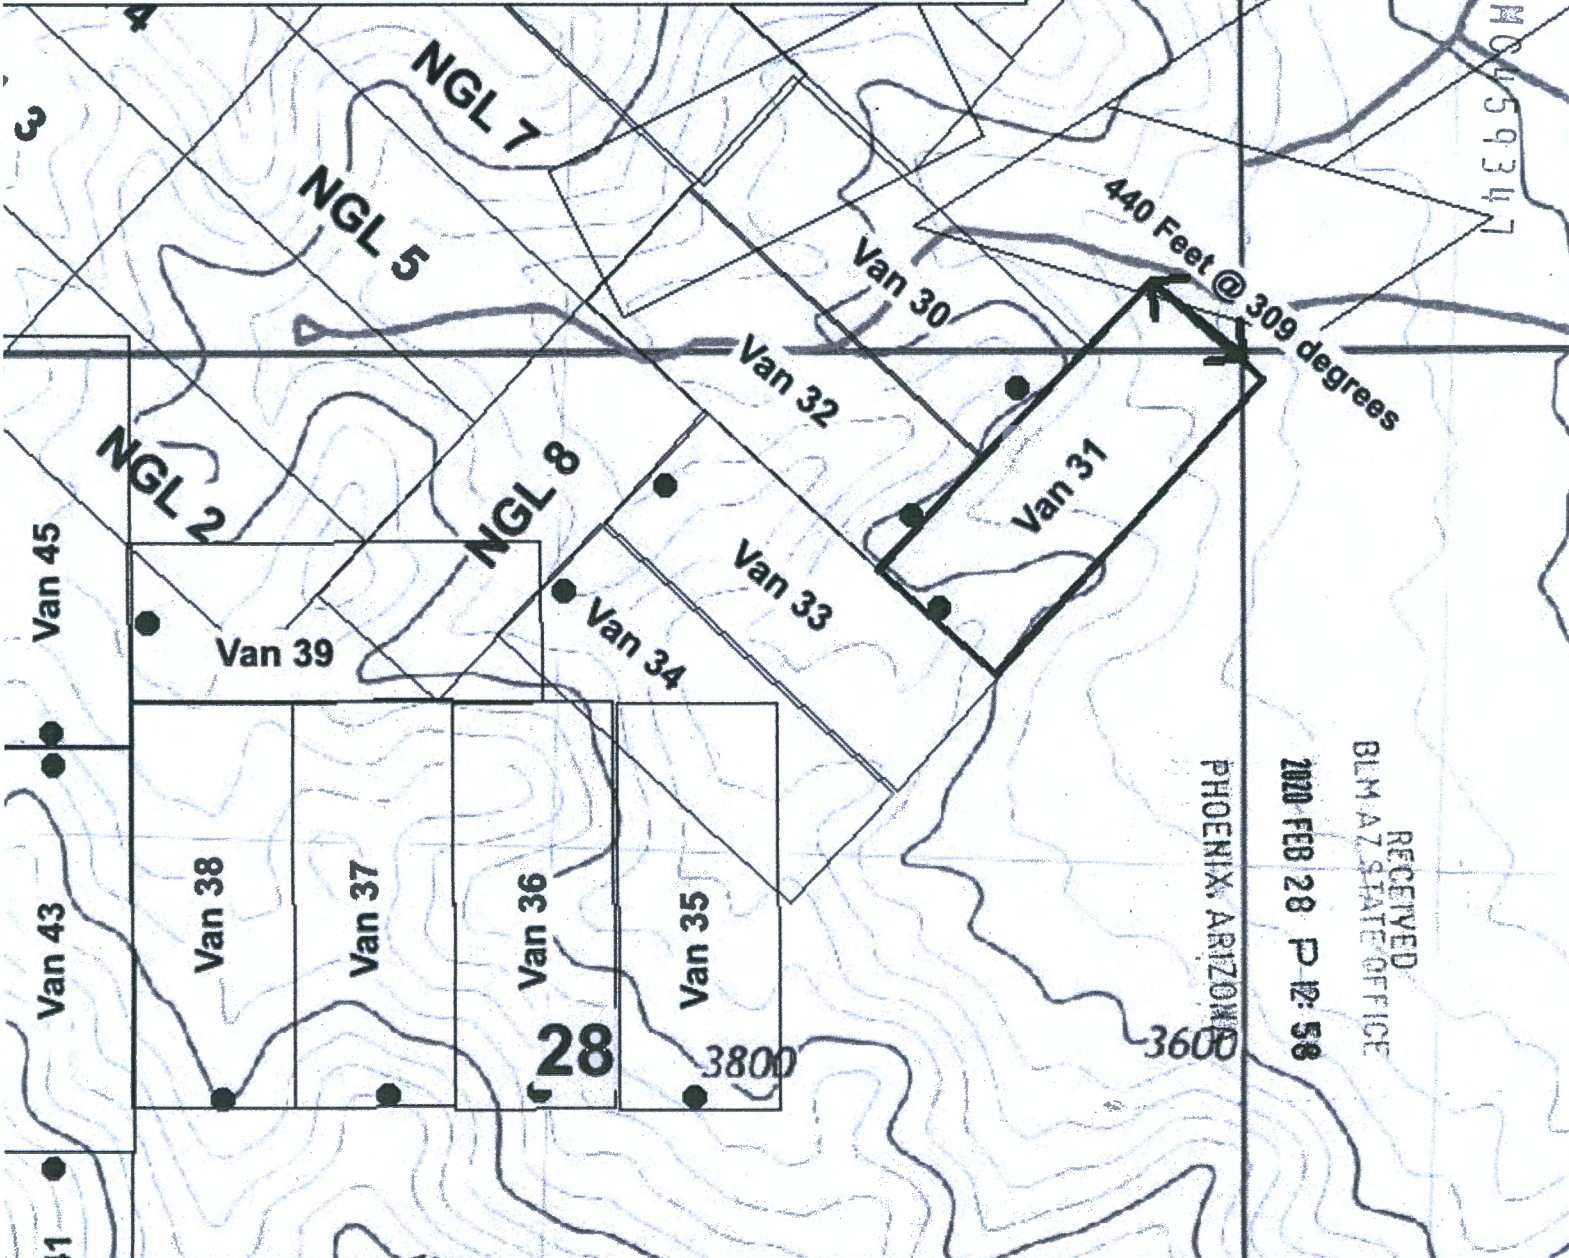 4
3
NGL 7
NGL 5
440 Feet @ 309 degrees
Van 30
Van 32
Van 31
NGL 2
NGL 8
Van 45
Van 33
Van 34
Van 39
Van 38
Van 37
Van 36
Van 35
Van 43
28
3800
3600
RECEIVED
BLM AZ STATE OFFICE
2020 FEB 28 P 12: 58
PHOENIX, ARIZONA